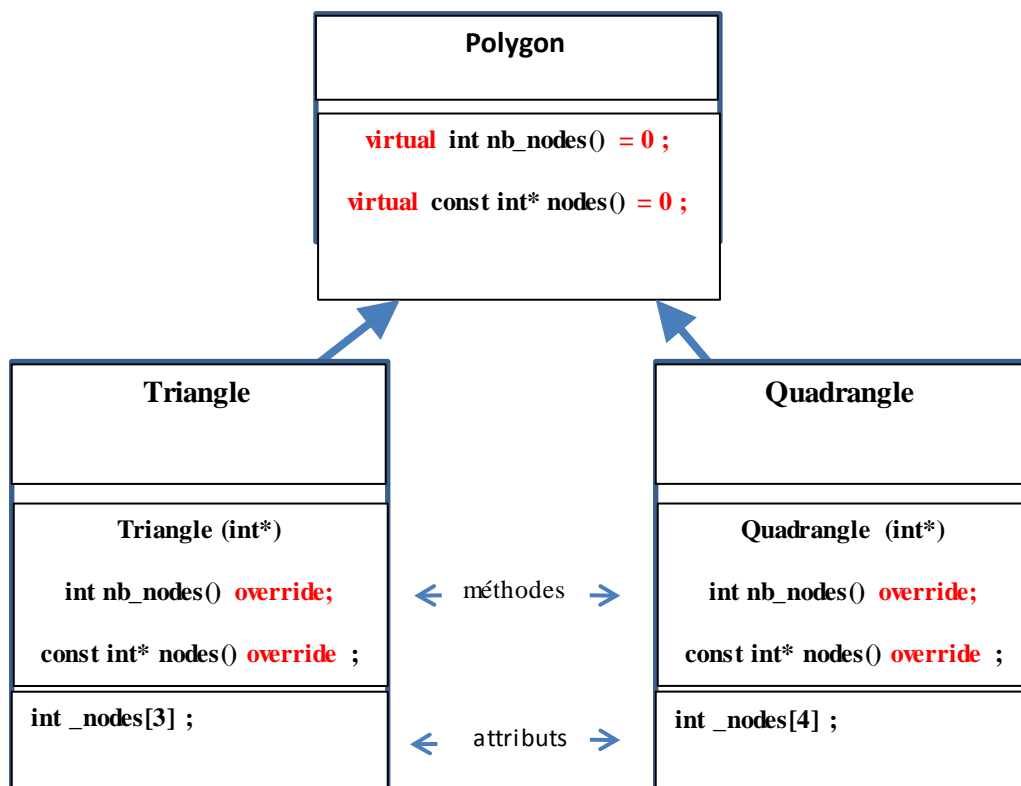 Polygon
virtual int nb_nodes() = 0 ;
virtual const int* nodes() = 0 ;
Triangle
Triangle (int*)
int nb_nodes() override;
const int* nodes() override ;
int _nodes[3] ;
méthodes
attributs
Quadrangle
Quadrangle (int*)
int nb_nodes() override;
const int* nodes() override ;
int _nodes[4] ;